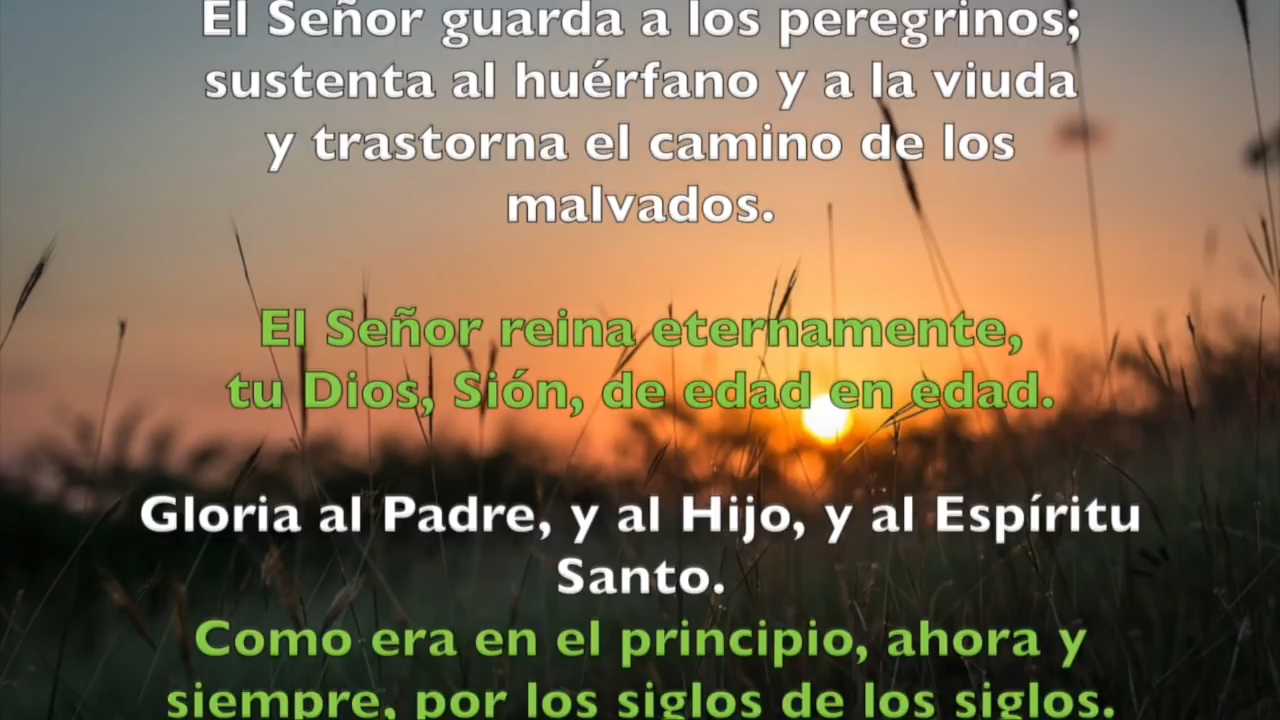 El Señor guarda a los peregrinos;
sustenta al huérfano y a la viuda
y trastorna el camino de los
malvados.
El Señor reina eternamente,
tu Dios, Sión, de edad en edad.
Gloria al Padre, y al Hijo, y al Espíritu
Santo.
Como era en el principio, ahora y
siempre, por los siglos de los siglos.